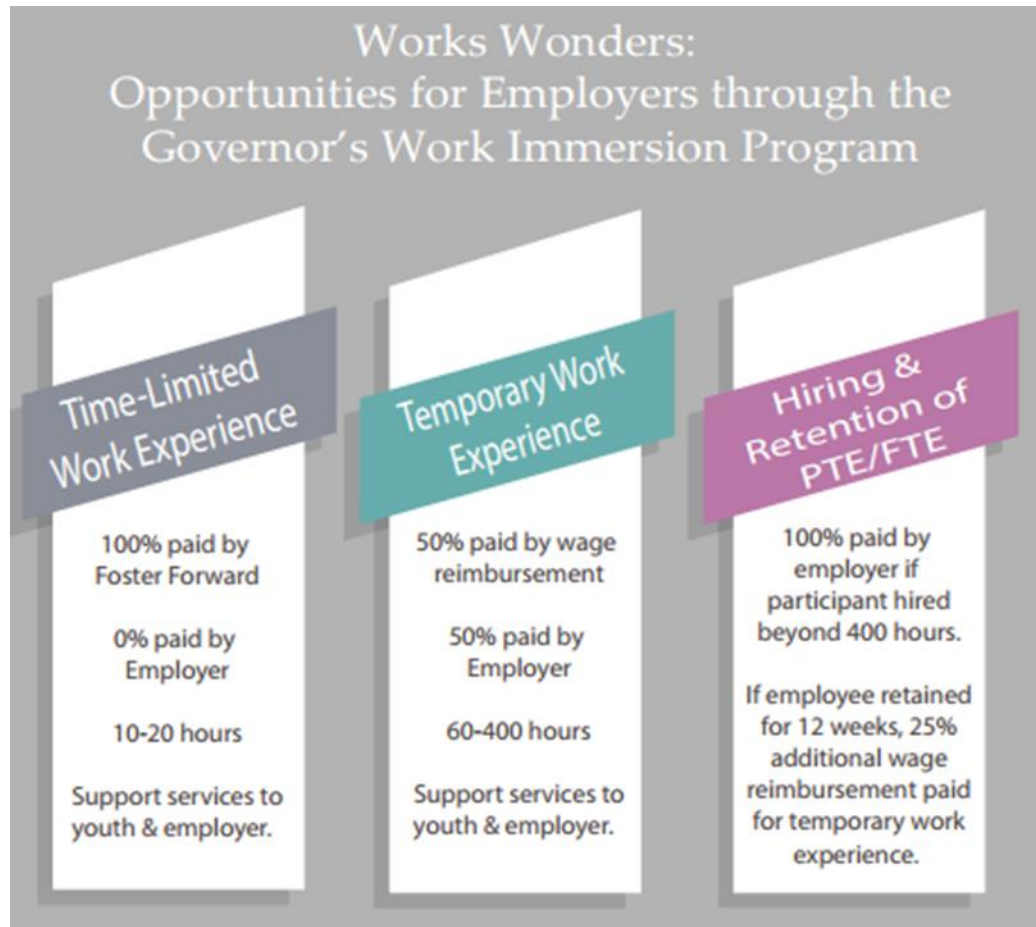 Works Wonders:
Opportunities for Employers through the
Governor's Work Immersion Program
Time-Limited
Work Experience
100% paid by
Foster Forward
0% paid by
Employer
10-20 hours
Support services to
youth & employer.
Temporary Work
Experience
50% paid by wage
reimbursement
50% paid by
Employer
60-400 hours
Support services to
youth & employer.
Hiring &
Retention of
PTE/FTE
100% paid by
employer if
participant hired
beyond 400 hours.
If employee retained
for 12 weeks, 25%
additional wage
reimbursement paid
for temporary work
experience.